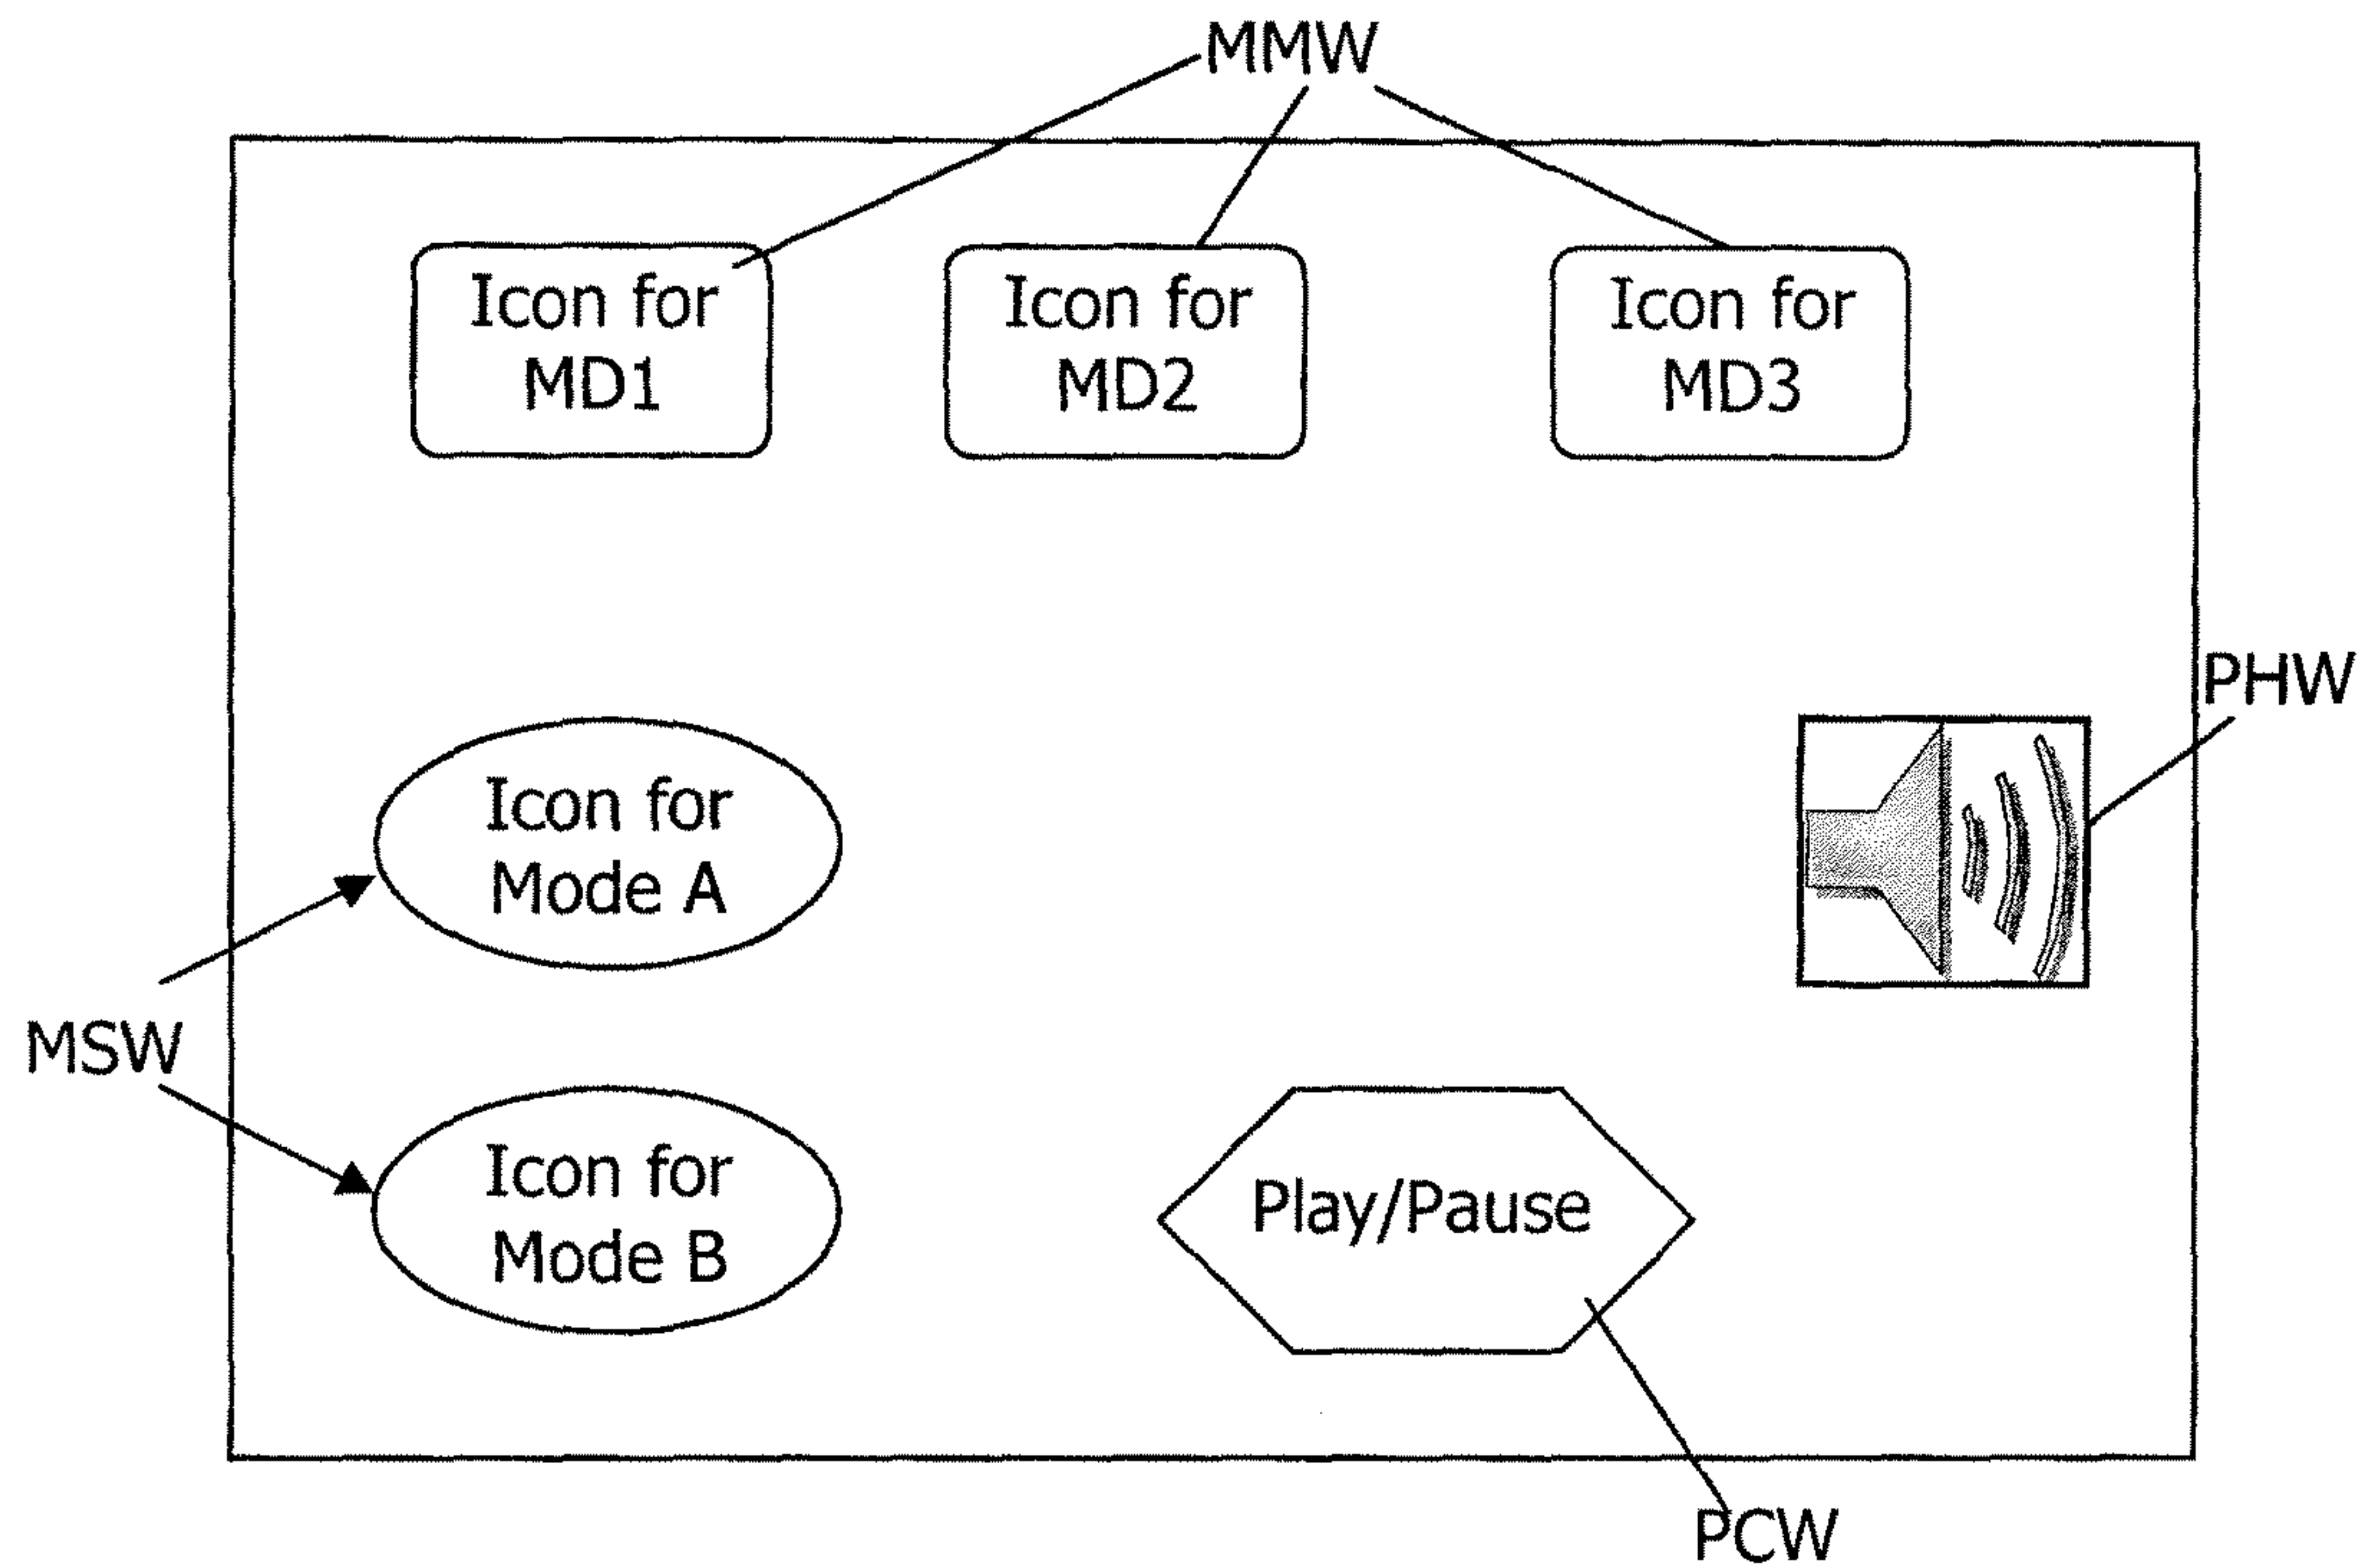 MMW
Icon for
MD1
Icon for
MD2
Icon for
MD3
PHW
Icon for
Mode A
MSW
Icon for
Mode B
Play/Pause
PCW